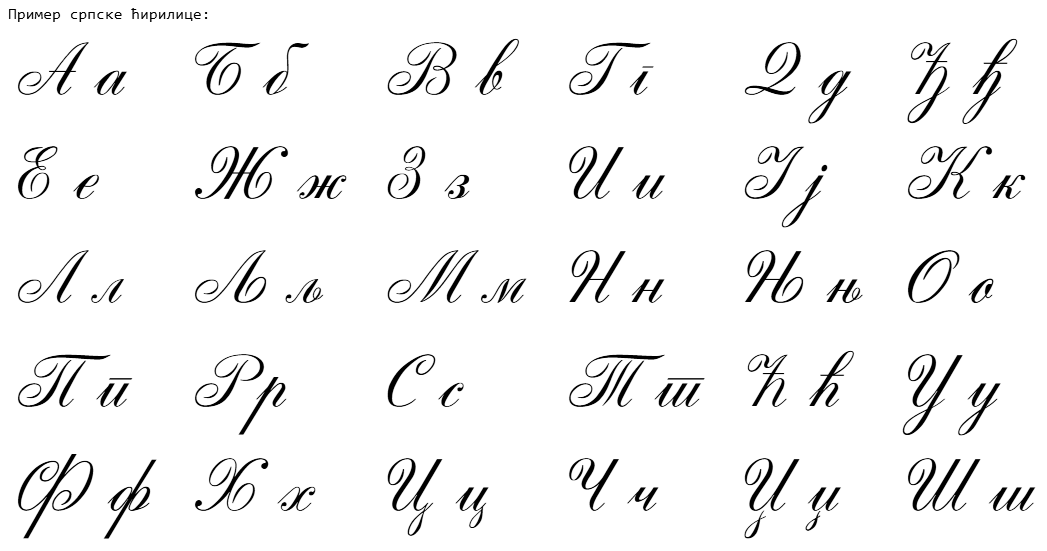 Пример српске ћирилице:
А а Б б В в Г г Д д Ђ ђ
Е е Ж ж З з И и Ј ј К к
Л л Љ љ М м Н н Њ њ О о
П п Р р С с Т т Ћ ћ У у
Ф ф Х х Ц ц Ч ч Џ џ Ш ш